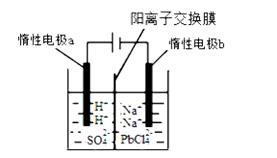 阳离子交换膜
惰性电极a
惰性电极b
H⁺ Na⁺
H⁺ Na⁺
SO₄²⁻ PbCl₄²⁻